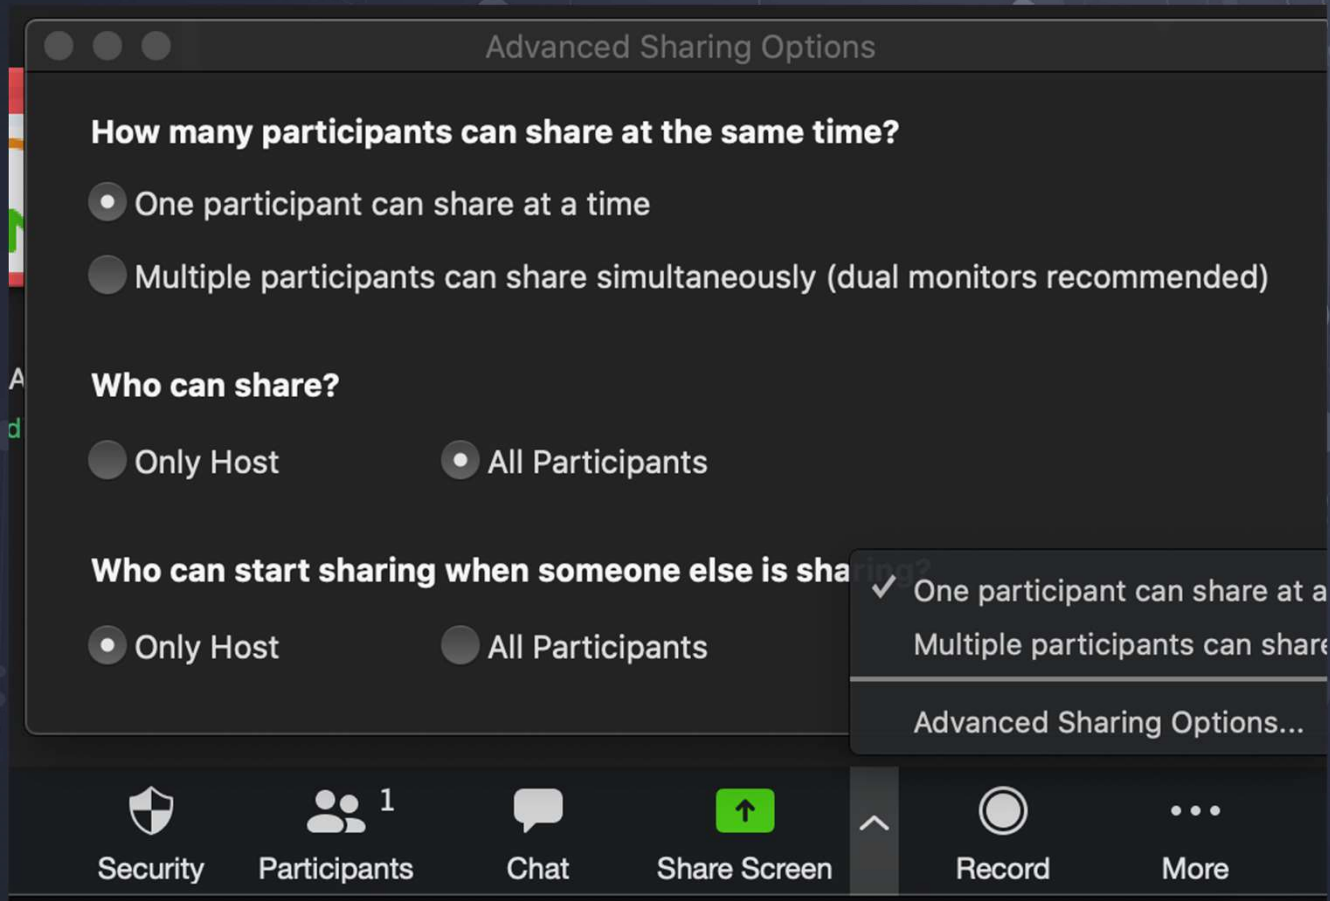 Advanced Sharing Options
How many participants can share at the same time?
One participant can share at a time
Multiple participants can share simultaneously (dual monitors recommended)
Who can share?
Only Host All Participants
Who can start sharing when someone else is sharing?
Only Host All Participants
One participant can share at a
Multiple participants can share
Advanced Sharing Options...
1
Security Participants Chat Share Screen Record More